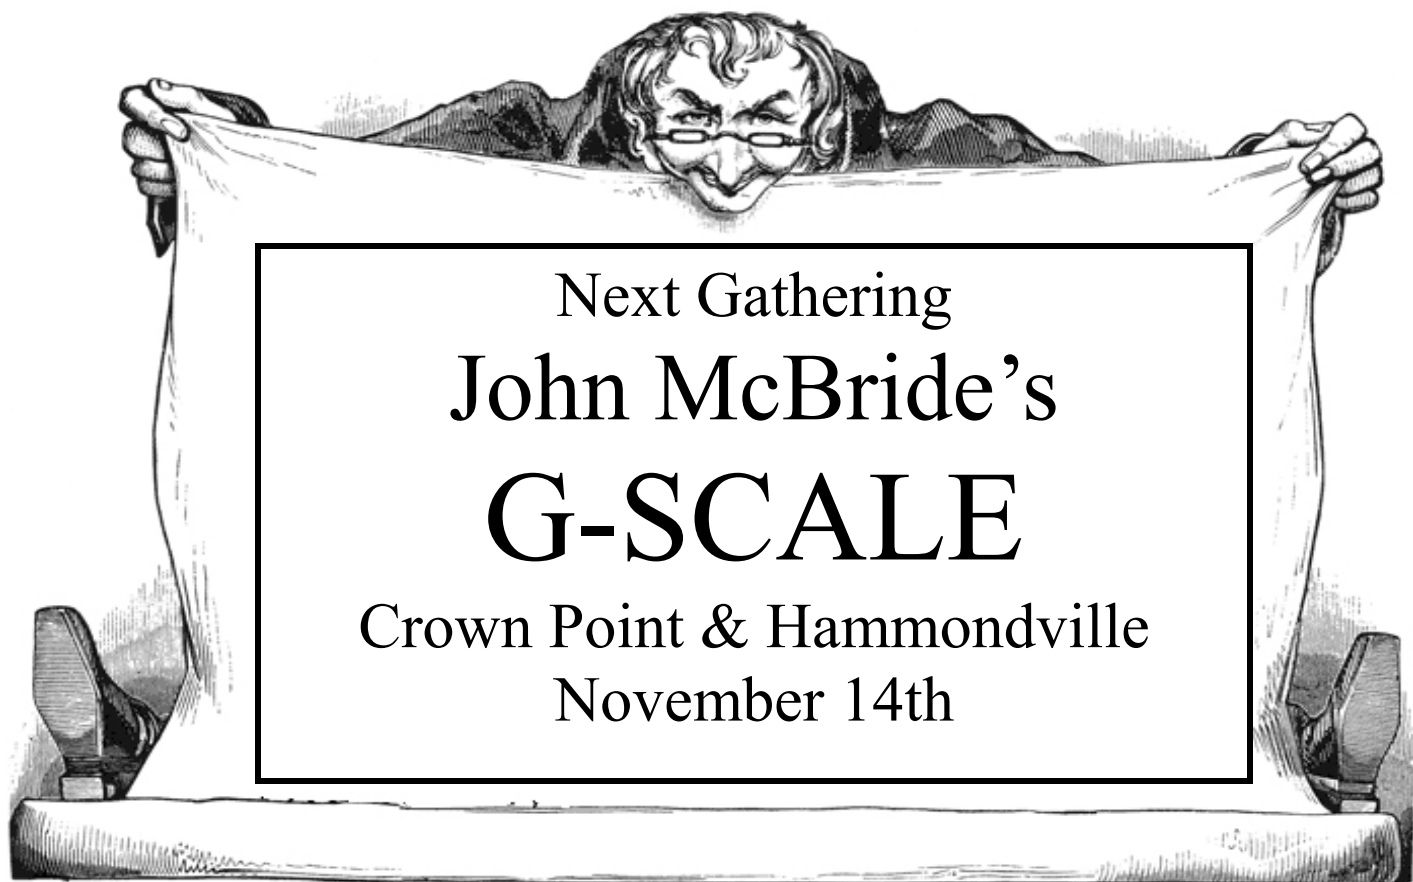 Next Gathering
John McBride’s
G-SCALE
Crown Point & Hammondville
November 14th